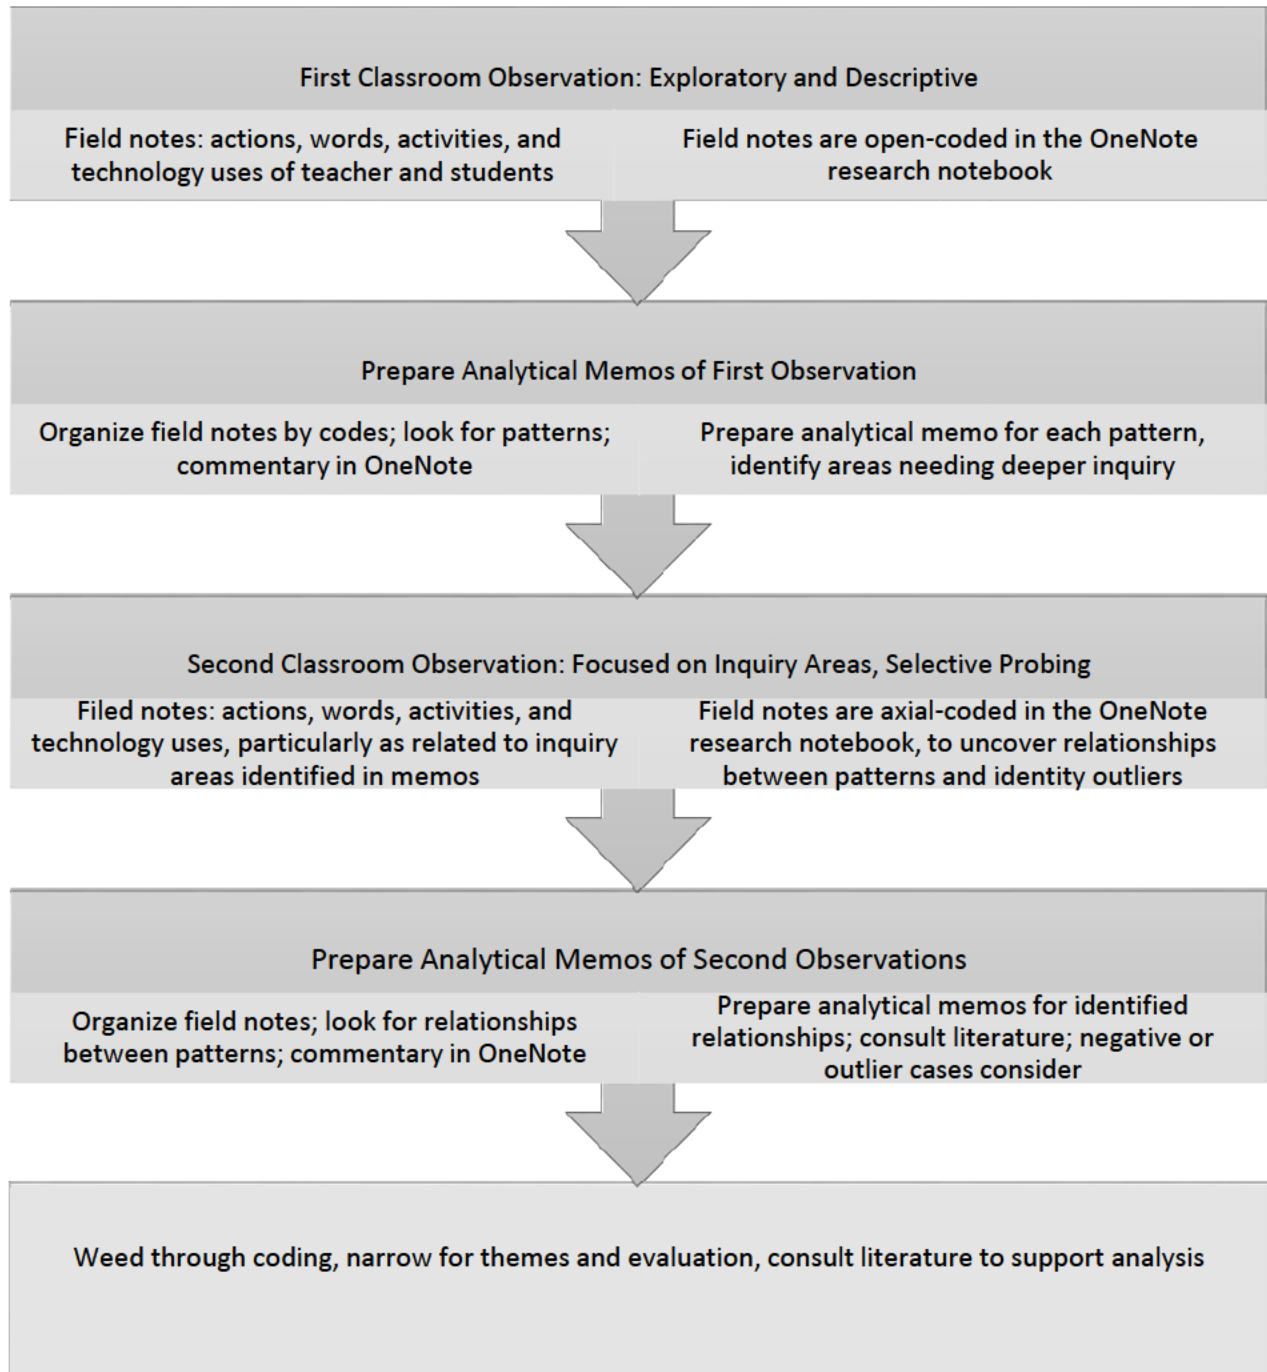 First Classroom Observation: Exploratory and Descriptive
Field notes: actions, words, activities, and
technology uses of teacher and students
Field notes are open-coded in the OneNote
research notebook
Prepare Analytical Memos of First Observation
Organize field notes by codes; look for patterns;
commentary in OneNote
Prepare analytical memo for each pattern,
identify areas needing deeper inquiry
Second Classroom Observation: Focused on Inquiry Areas, Selective Probing
Filed notes: actions, words, activities, and
technology uses, particularly as related to inquiry
areas identified in memos
Field notes are axial-coded in the OneNote
research notebook, to uncover relationships
between patterns and identity outliers
Prepare Analytical Memos of Second Observations
Organize field notes; look for relationships
between patterns; commentary in OneNote
Prepare analytical memos for identified
relationships; consult literature; negative or
outlier cases consider
Weed through coding, narrow for themes and evaluation, consult literature to support analysis